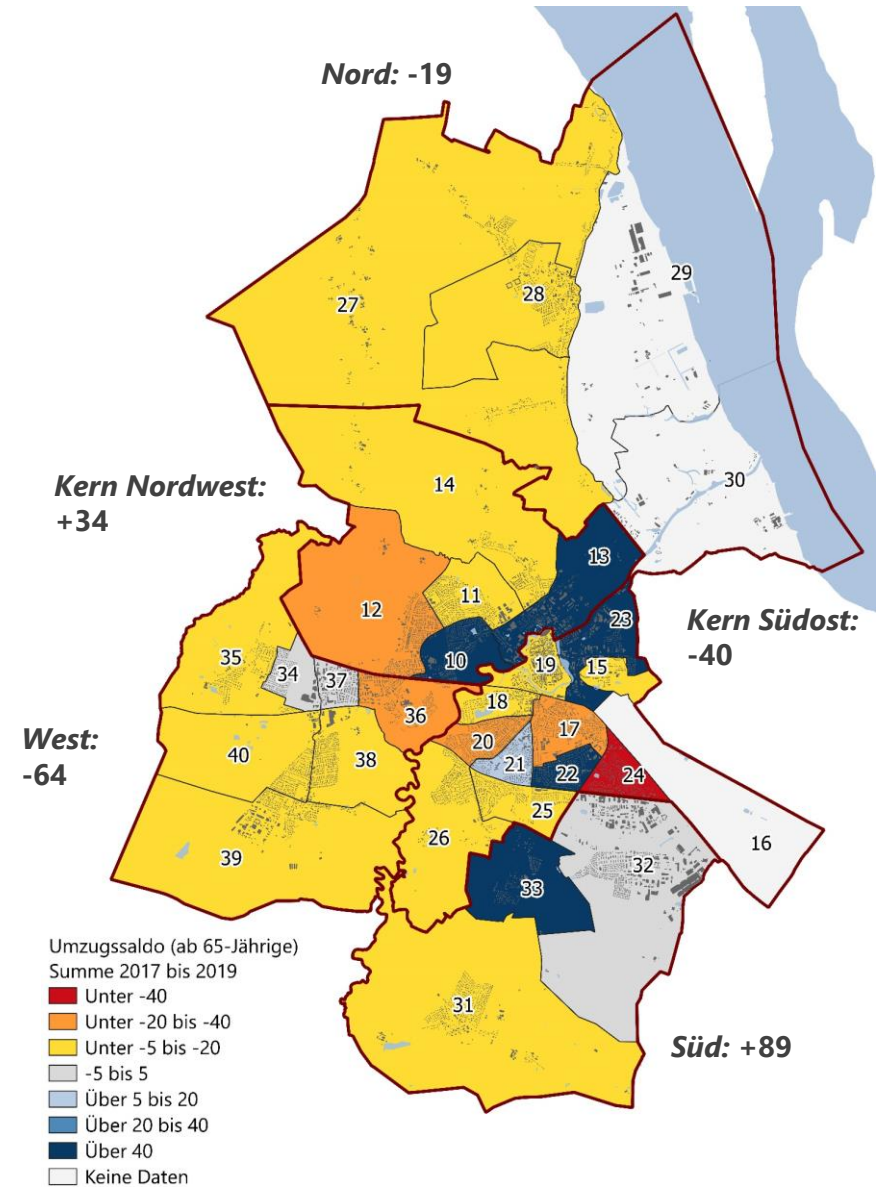 Nord: -19
29
28
27
30
14
Kern Nordwest:
+34
13
11
12
23
Kern Südost:
-40
10
19
15
35
34
37
18
36
17
20
21
22
24
West:
-64
40
38
25
26
16
32
39
33
31
Süd: +89
Umzugssaldo (ab 65-Jährige)
Summe 2017 bis 2019
Unter -40
Unter -20 bis -40
Unter -5 bis -20
-5 bis 5
Über 5 bis 20
Über 20 bis 40
Über 40
Keine Daten